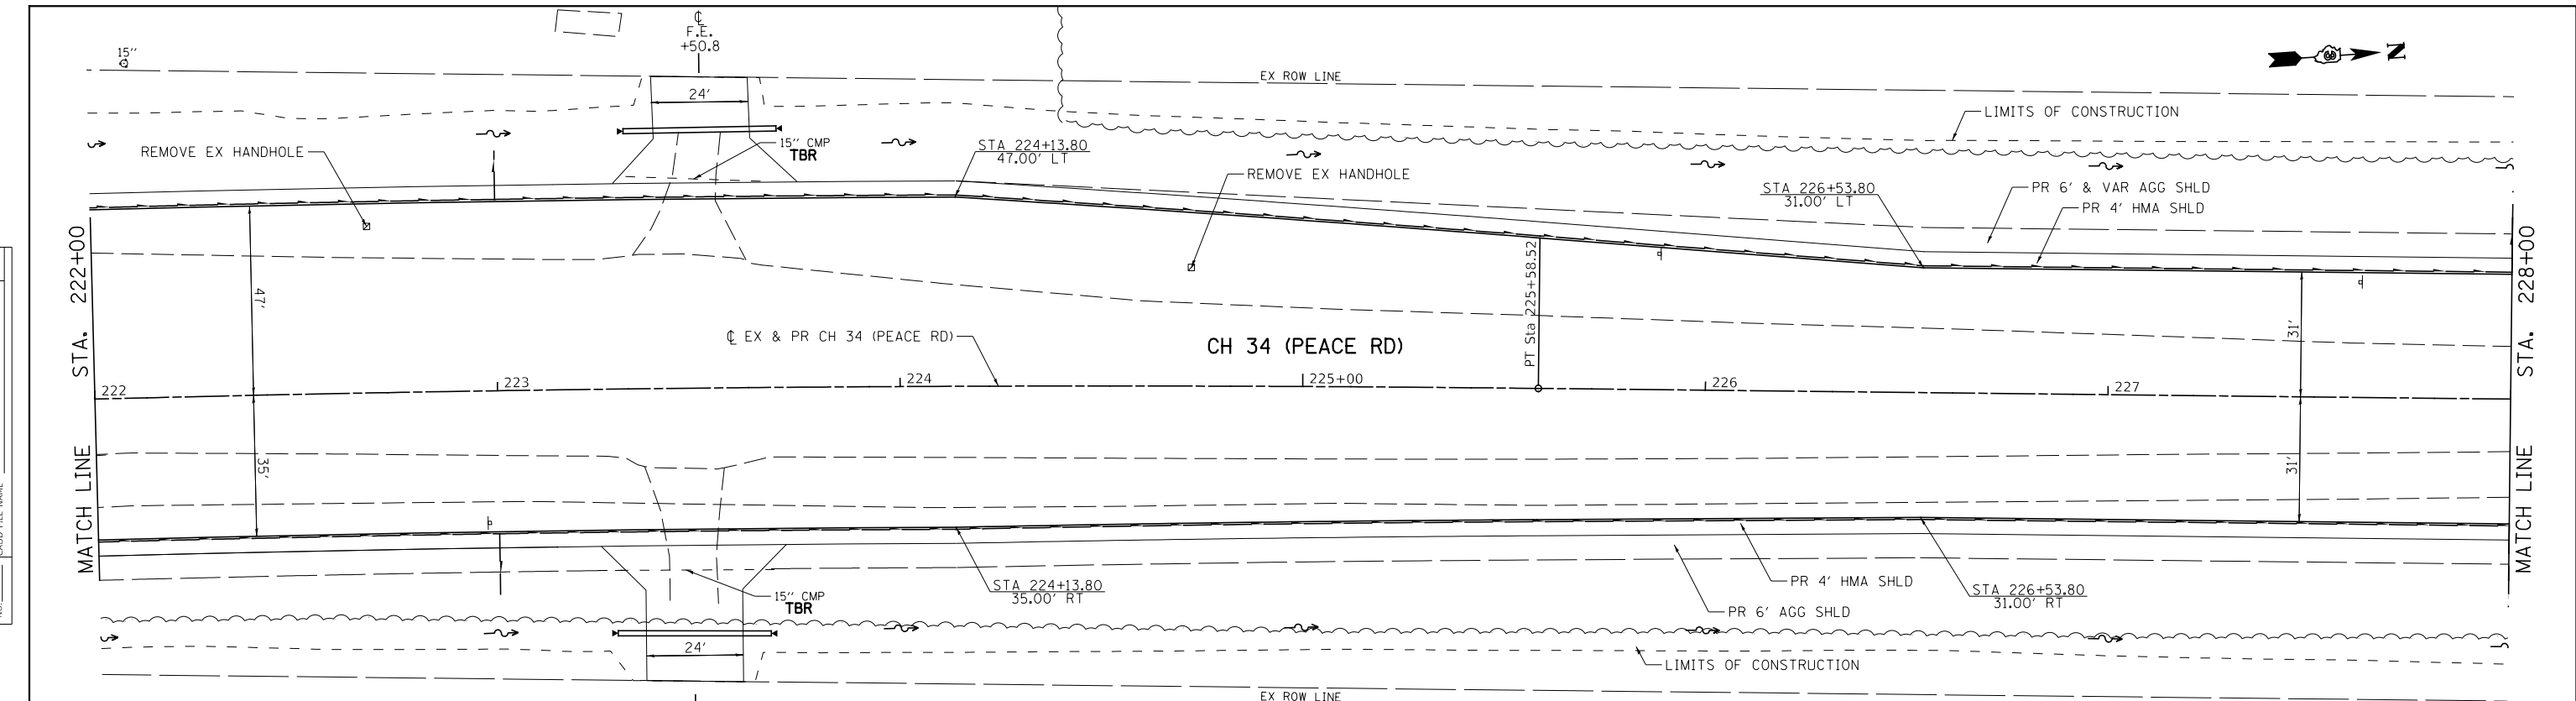 ℄
F.E.
+50.8
15"
N
EX ROW LINE
24'
LIMITS OF CONSTRUCTION
REMOVE EX HANDHOLE
15" CMP
TBR
STA 224+13.80
47.00' LT
REMOVE EX HANDHOLE
STA 226+53.80
31.00' LT
PR 6' & VAR AGG SHLD
PR 4' HMA SHLD
MATCH LINE STA. 222+00
47'
PT Sta 225+58.52
31'
MATCH LINE STA. 228+00
℄ EX & PR CH 34 (PEACE RD)
CH 34 (PEACE RD)
222
223
224
225+00
226
227
35'
31'
STA 224+13.80
35.00' RT
15" CMP
TBR
PR 4' HMA SHLD
STA 226+53.80
31.00' RT
PR 6' AGG SHLD
24'
LIMITS OF CONSTRUCTION
EX ROW LINE
CADD FILE NAME